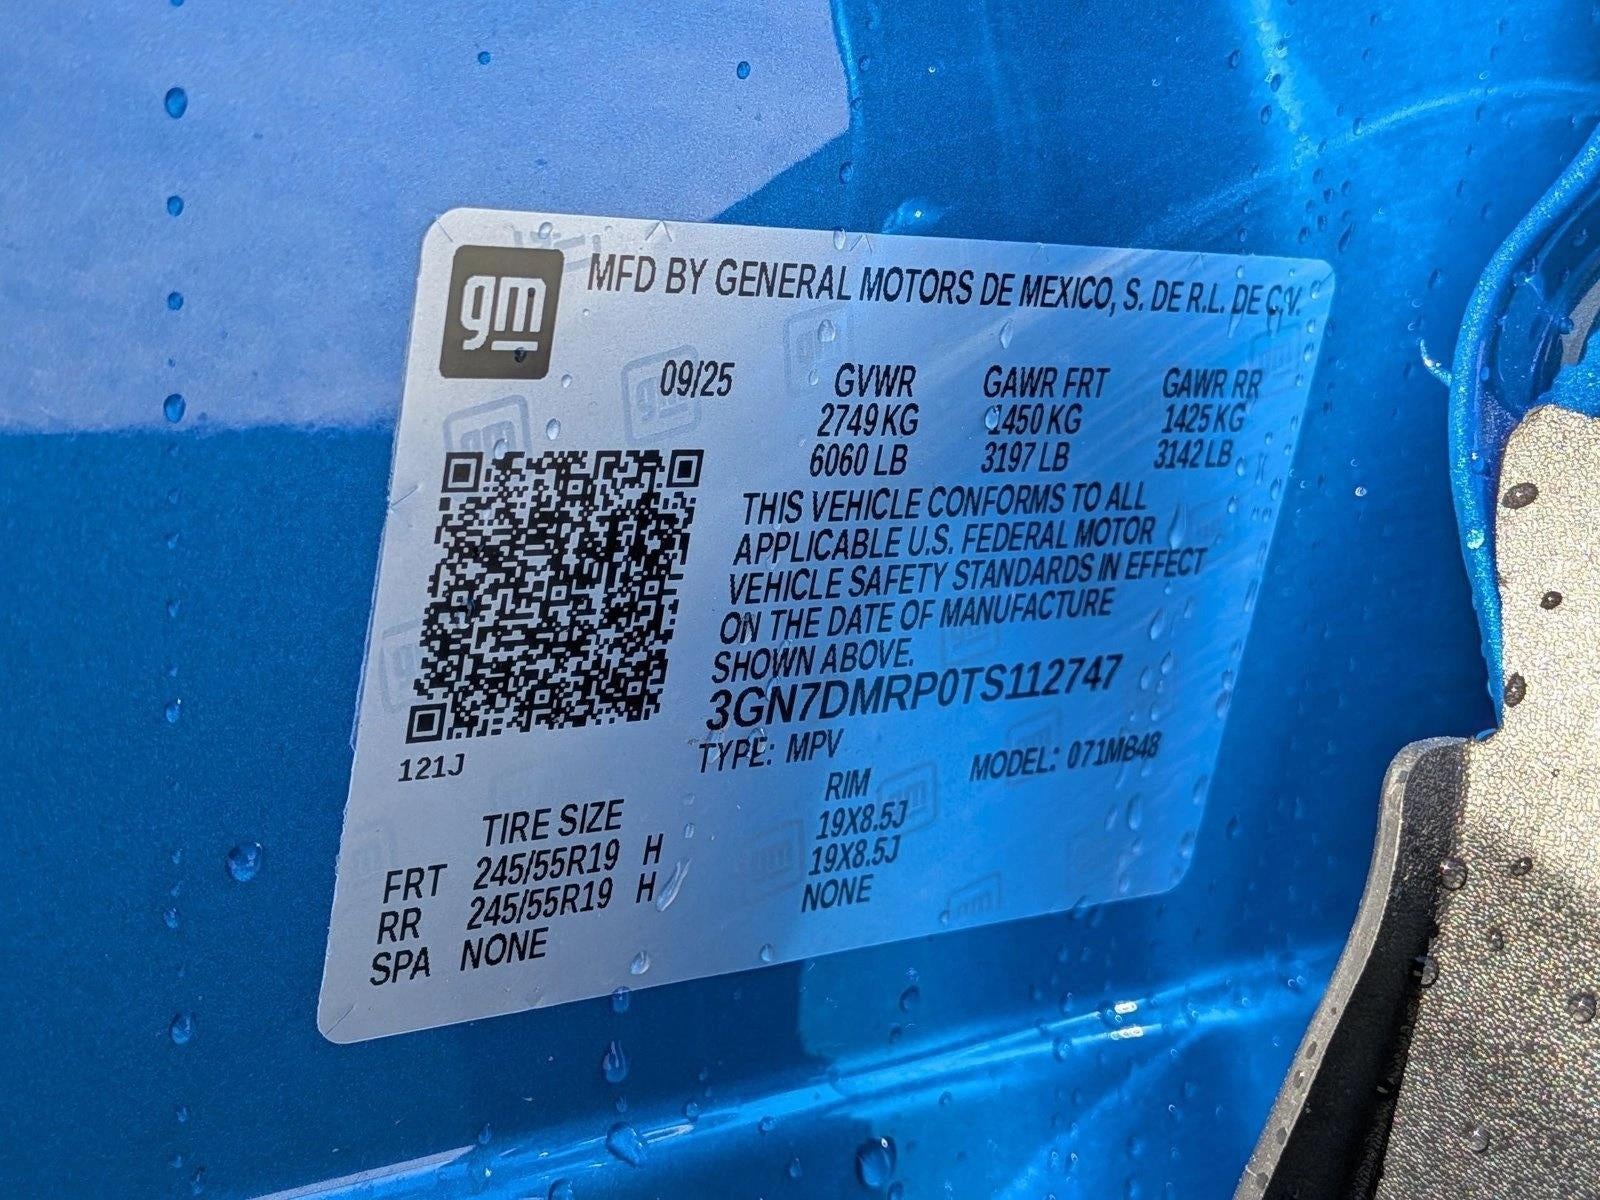 gm
MFD BY GENERAL MOTORS DE MEXICO, S. DE R.L. DE C.V.
09/25 GVWR GAWR FRT GAWR RR
2749 KG 1450 KG 1425 KG
6060 LB 3197 LB 3142 LB
THIS VEHICLE CONFORMS TO ALL
APPLICABLE U.S. FEDERAL MOTOR
VEHICLE SAFETY STANDARDS IN EFFECT
ON THE DATE OF MANUFACTURE
SHOWN ABOVE.
3GN7DMRP0TS112747
TYPE: MPV MODEL: 071MB48
121J
TIRE SIZE RIM
FRT 245/55R19 H 19X8.5J
RR 245/55R19 H 19X8.5J
SPA NONE NONE